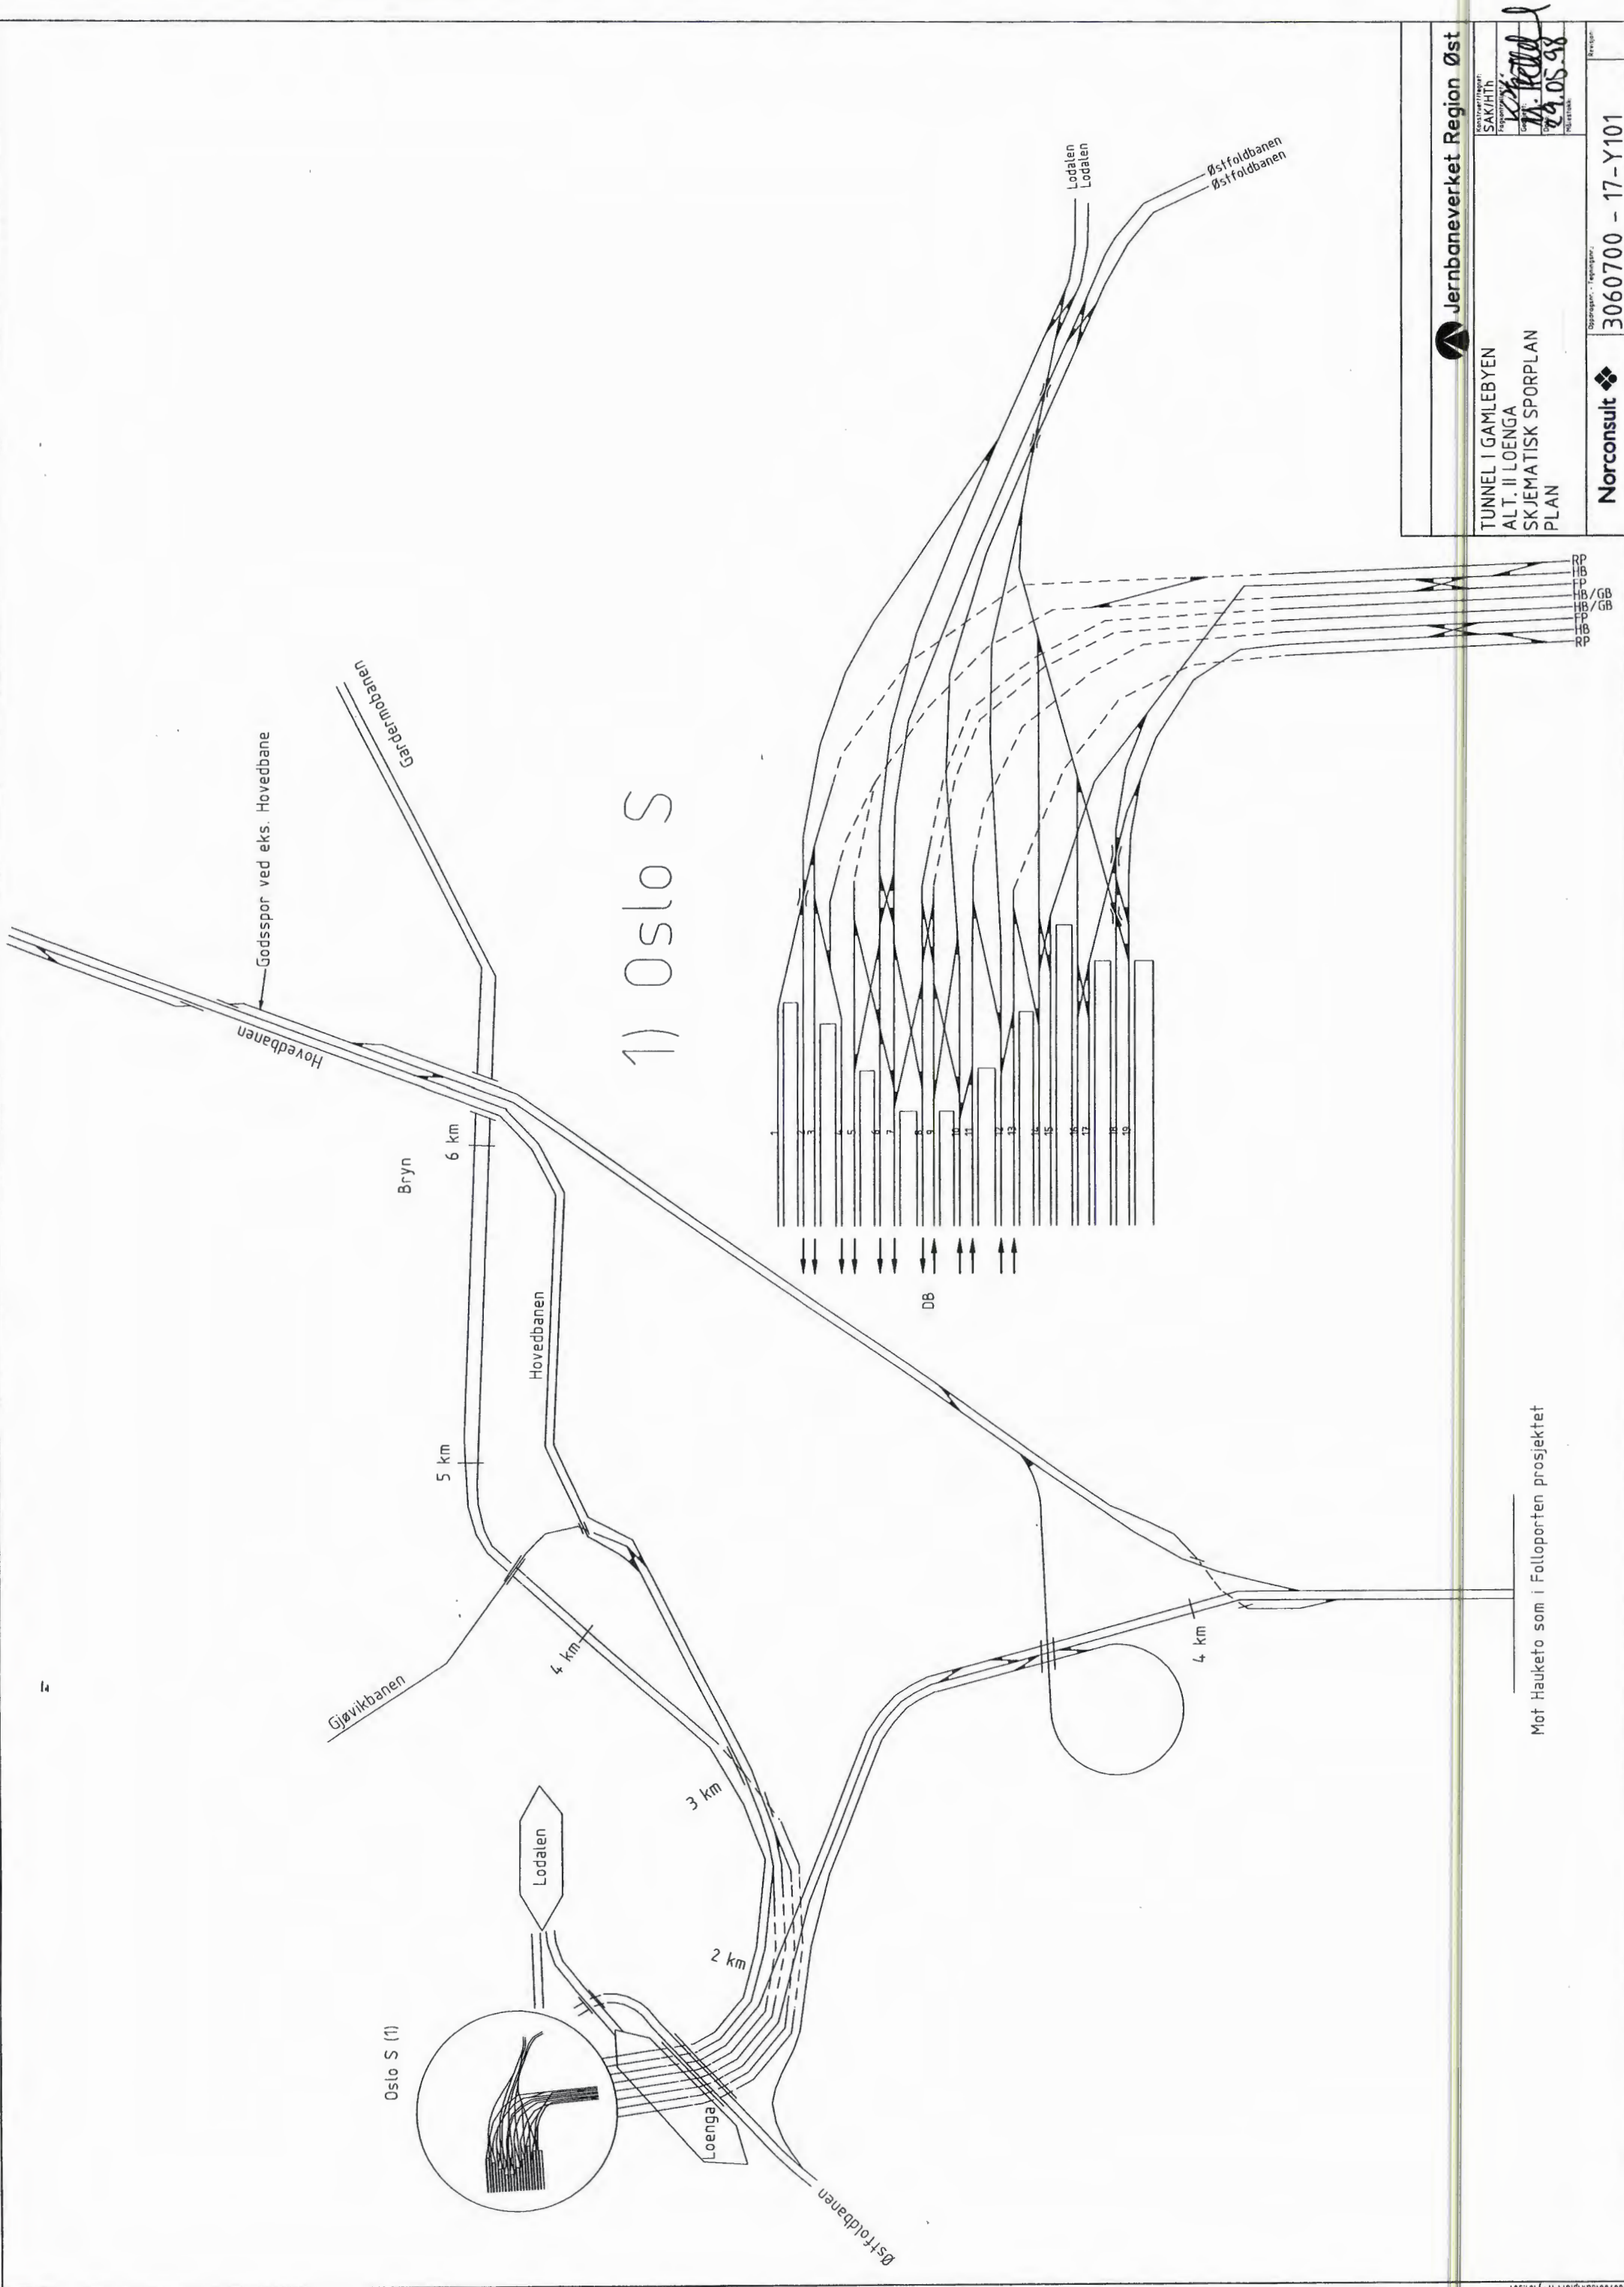 Godsspor ved eks. Hovedbane
Gardermobanen
Hovedbanen
6 km
Bryn
Hovedbanen
5 km
4 km
Gjøvikbanen
3 km
Lodalen
2 km
Oslo S (1)
Loenga
Østfoldbanen
4 km
Mot Hauketo som i Folloporten prosjektet
1) Oslo S
Lodalen
Lodalen
Østfoldbanen
Østfoldbanen
1
2
3
4
5
6
7
8
9
10
11
12
13
14
15
16
17
18
19
DB
RP
HB
FP
HB/GB
HB/GB
FP
HB
RP
Jernbaneverket Region Øst
TUNNEL I GAMLEBYEN
ALT. II LOENGA
SKJEMATISK SPORPLAN
PLAN
SAK/HTh
29.05.98
Norconsult
3060700 - 17-Y101